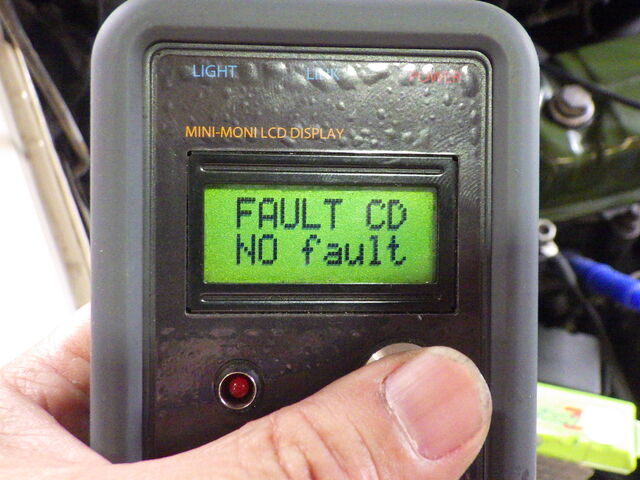 LIGHT LINK POWER
MINI-MONI LCD DISPLAY
FAULT CD
NO fault